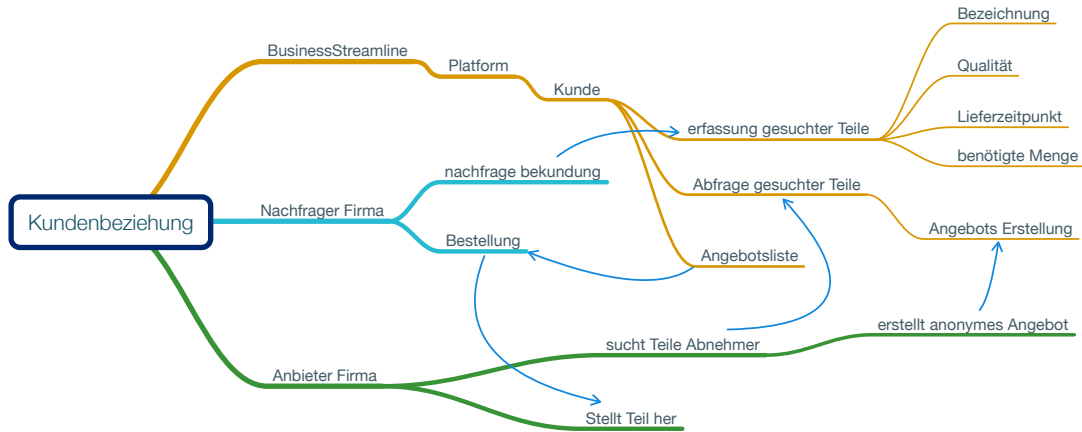 Kundenbeziehung
BusinessStreamline
Platform
Kunde
erfassung gesuchter Teile
Bezeichnung
Qualität
Lieferzeitpunkt
benötigte Menge
Abfrage gesuchter Teile
Angebots Erstellung
Angebotsliste
Nachfrager Firma
nachfrage bekundung
Bestellung
Anbieter Firma
sucht Teile Abnehmer
erstellt anonymes Angebot
Stellt Teil her